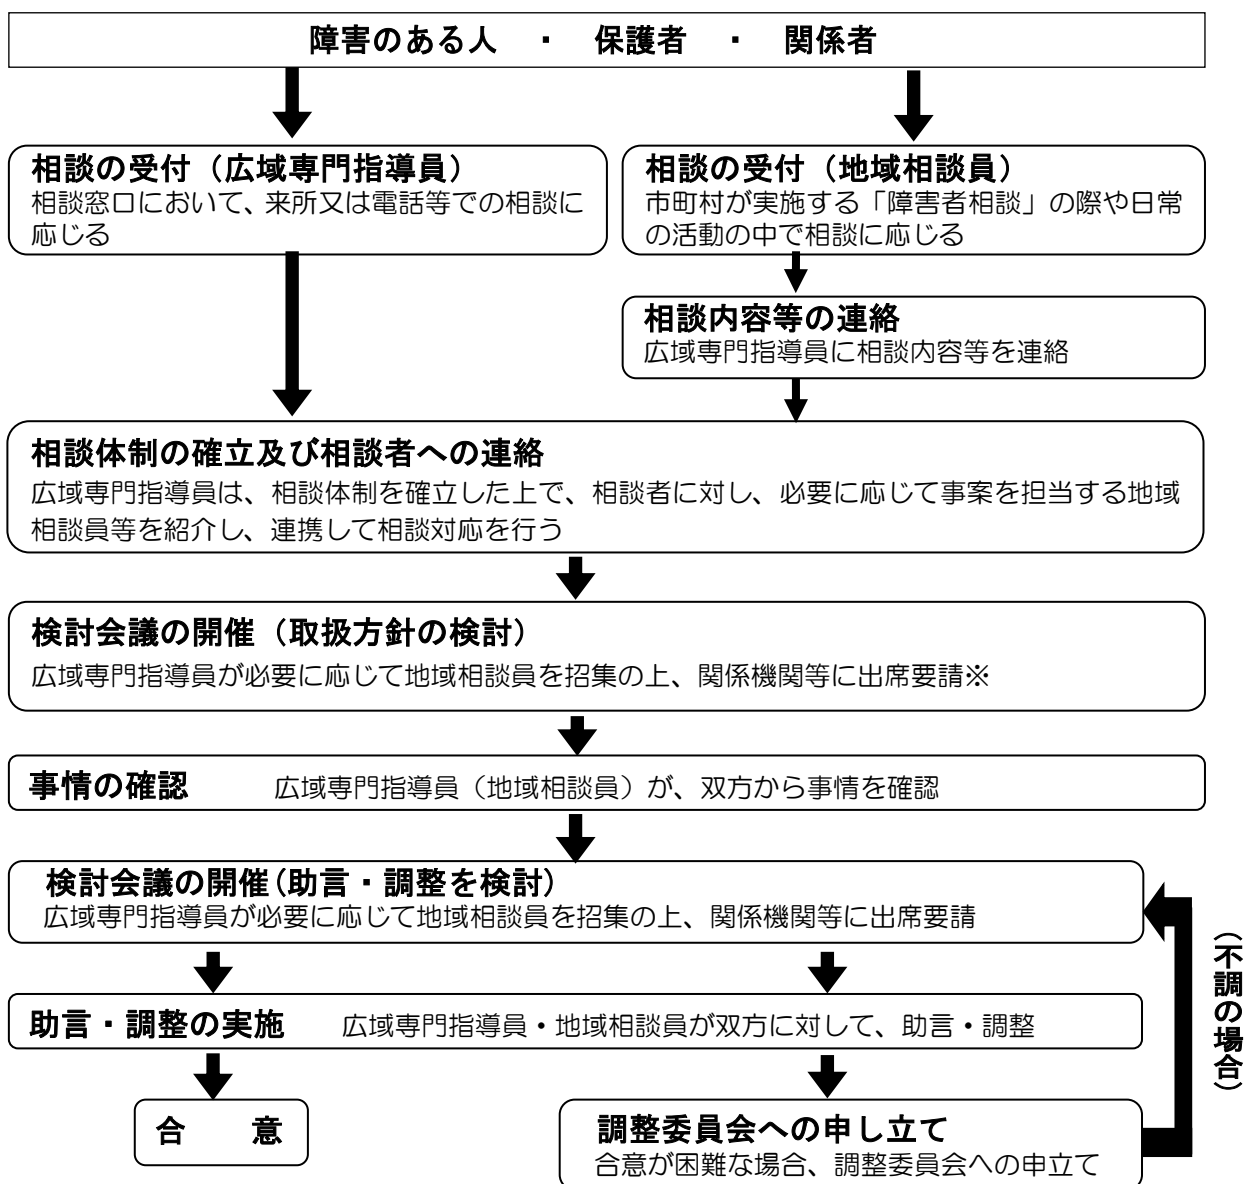 障害のある人　・　保護者　・　関係者
相談の受付（広域専門指導員）
相談窓口において、来所又は電話等での相談に
応じる
相談の受付（地域相談員）
市町村が実施する「障害者相談」の際や日常
の活動の中で相談に応じる
相談内容等の連絡
広域専門指導員に相談内容等を連絡
相談体制の確立及び相談者への連絡
広域専門指導員は、相談体制を確立した上で、相談者に対し、必要に応じて事案を担当する地域
相談員等を紹介し、連携して相談対応を行う
検討会議の開催（取扱方針の検討）
広域専門指導員が必要に応じて地域相談員を招集の上、関係機関等に出席要請※
事情の確認　広域専門指導員（地域相談員）が、双方から事情を確認
検討会議の開催(助言・調整を検討)
広域専門指導員が必要に応じて地域相談員を招集の上、関係機関等に出席要請
助言・調整の実施　広域専門指導員・地域相談員が双方に対して、助言・調整
合　意
調整委員会への申し立て
合意が困難な場合、調整委員会への申立て
（不調の場合）